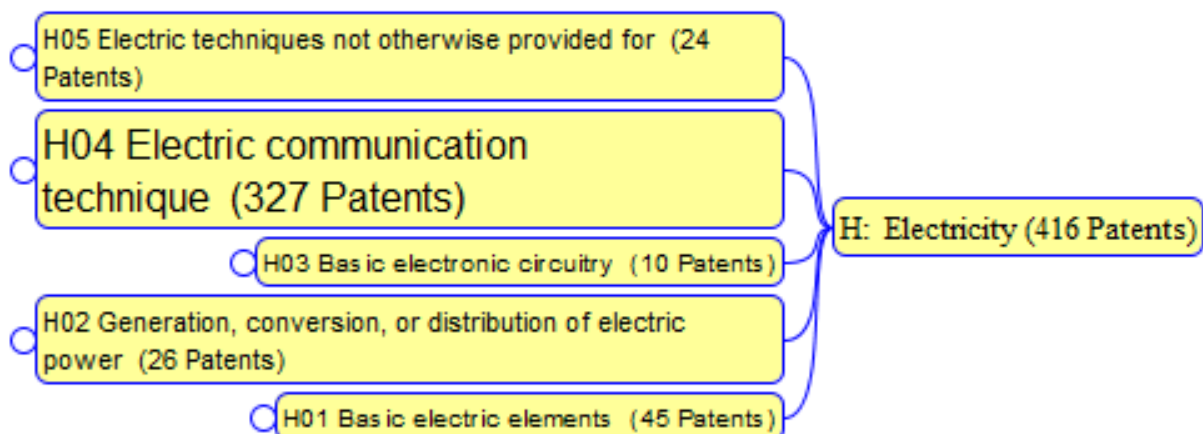 H05 Electric techniques not otherwise provided for (24
Patents)
H04 Electric communication
technique (327 Patents)
H: Electricity (416 Patents)
H03 Basic electronic circuitry (10 Patents)
H02 Generation, conversion, or distribution of electric
power (26 Patents)
H01 Basic electric elements (45 Patents)